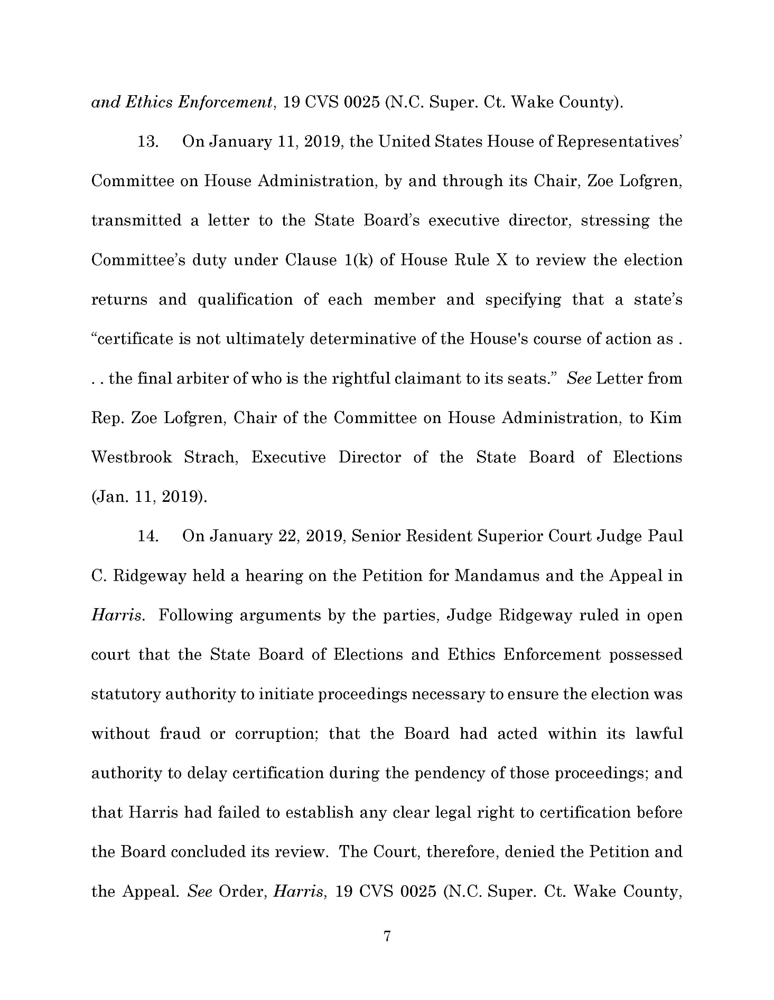 and Ethics Enforcement, 19 CVS 0025 (N.C. Super. Ct. Wake County).
13. On January 11, 2019, the United States House of Representatives’
Committee on House Administration, by and through its Chair, Zoe Lofgren,
transmitted a letter to the State Board’s executive director, stressing the
Committee’s duty under Clause 1(k) of House Rule X to review the election
returns and qualification of each member and specifying that a state’s
“certificate is not ultimately determinative of the House's course of action as .
. . the final arbiter of who is the rightful claimant to its seats.” See Letter from
Rep. Zoe Lofgren, Chair of the Committee on House Administration, to Kim
Westbrook Strach, Executive Director of the State Board of Elections
(Jan. 11, 2019).
14. On January 22, 2019, Senior Resident Superior Court Judge Paul
C. Ridgeway held a hearing on the Petition for Mandamus and the Appeal in
Harris. Following arguments by the parties, Judge Ridgeway ruled in open
court that the State Board of Elections and Ethics Enforcement possessed
statutory authority to initiate proceedings necessary to ensure the election was
without fraud or corruption; that the Board had acted within its lawful
authority to delay certification during the pendency of those proceedings; and
that Harris had failed to establish any clear legal right to certification before
the Board concluded its review. The Court, therefore, denied the Petition and
the Appeal. See Order, Harris, 19 CVS 0025 (N.C. Super. Ct. Wake County,
7